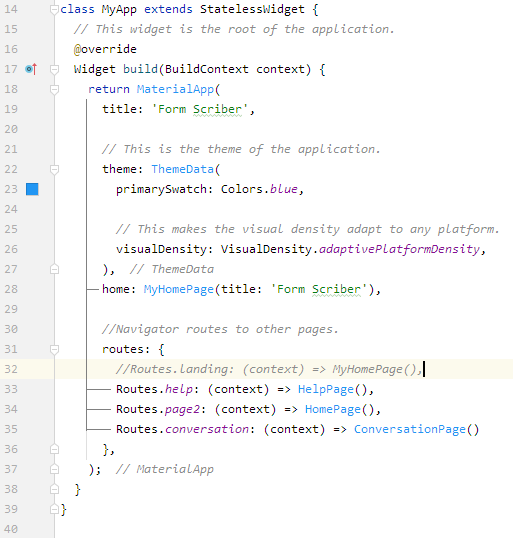 14 class MyApp extends StatelessWidget {
15 // This widget is the root of the application.
16 @override
17 Widget build(BuildContext context) {
18 return MaterialApp(
19 title: 'Form Scriber',
20
21 // This is the theme of the application.
22 theme: ThemeData(
23 primarySwatch: Colors.blue,
24
25 // This makes the visual density adapt to any platform.
26 visualDensity: VisualDensity.adaptivePlatformDensity,
27 ), // ThemeData
28 home: MyHomePage(title: 'Form Scriber'),
29
30 //Navigator routes to other pages.
31 routes: {
32 //Routes.landing: (context) => MyHomePage(),
33 Routes.help: (context) => HelpPage(),
34 Routes.page2: (context) => HomePage(),
35 Routes.conversation: (context) => ConversationPage()
36 },
37 ); // MaterialApp
38 }
39 }
40